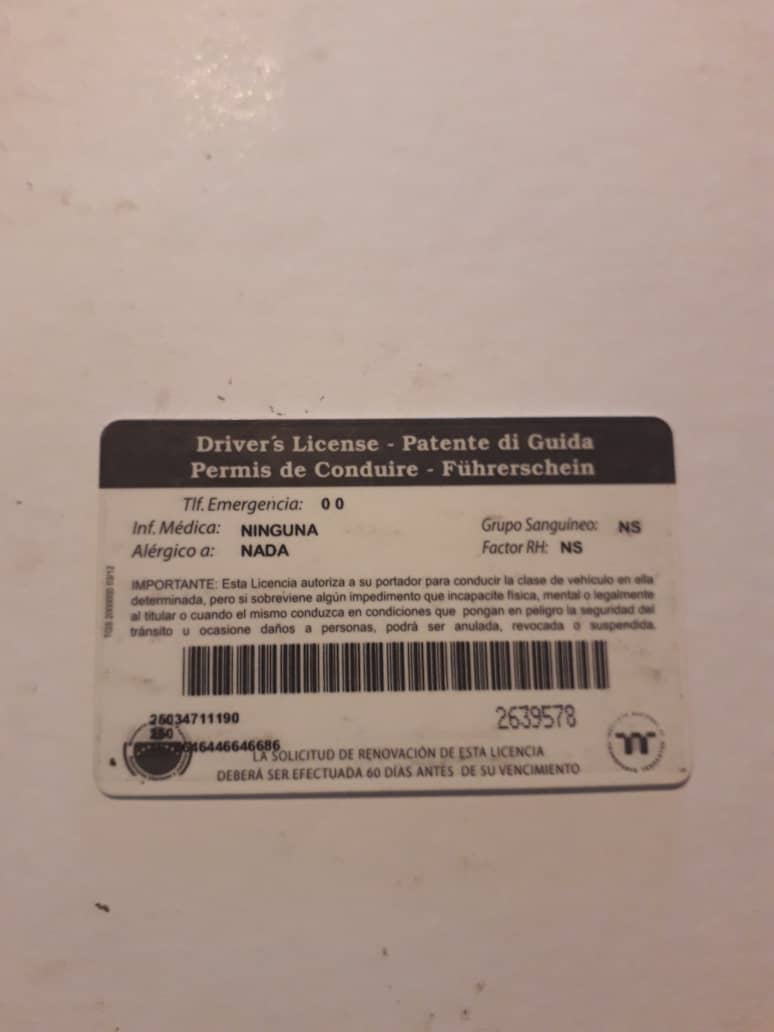 Driver's License - Patente di Guida
Permis de Conduire - Führerschein
Tlf. Emergencia: 0 0
Inf. Médica: NINGUNA
Grupo Sanguíneo: NS
Alérgico a: NADA
Factor RH: NS
IMPORTANTE: Esta Licencia autoriza a su portador para conducir la clase de vehículo en ella
determinada, pero si sobreviene algún impedimento que incapacite física, mental o legalmente
al titular o cuando el mismo conduzca en condiciones que pongan en peligro la seguridad del
tránsito u ocasione daños a personas, podrá ser anulada, revocada o suspendida.
26034711190
2639578
250
LA SOLICITUD DE RENOVACIÓN DE ESTA LICENCIA
DEBERÁ SER EFECTUADA 60 DÍAS ANTES DE SU VENCIMIENTO